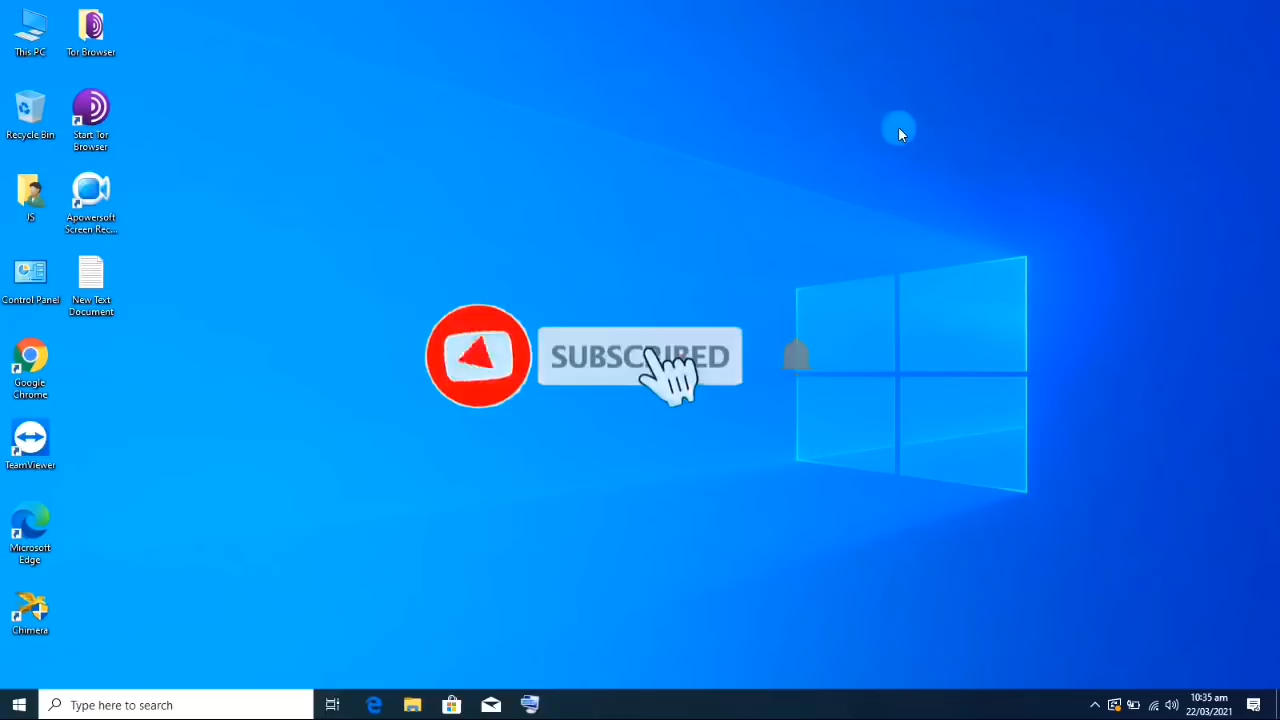 This PC
Tor Browser
Recycle Bin
Start Tor
Browser
JS
Apowersoft
Screen Rec...
Control Panel
New Text
Document
Google
Chrome
TeamViewer
Microsoft
Edge
Chimera
SUBSCRIBED
Type here to search
10:35 am
22/03/2021